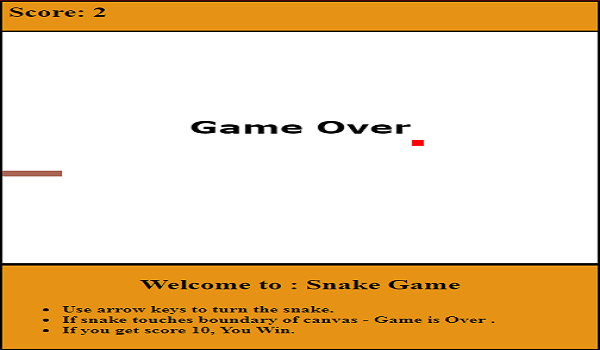 Score: 2
Game Over
Welcome to : Snake Game
• Use arrow keys to turn the snake.
• If snake touches boundary of canvas - Game is Over .
• If you get score 10, You Win.